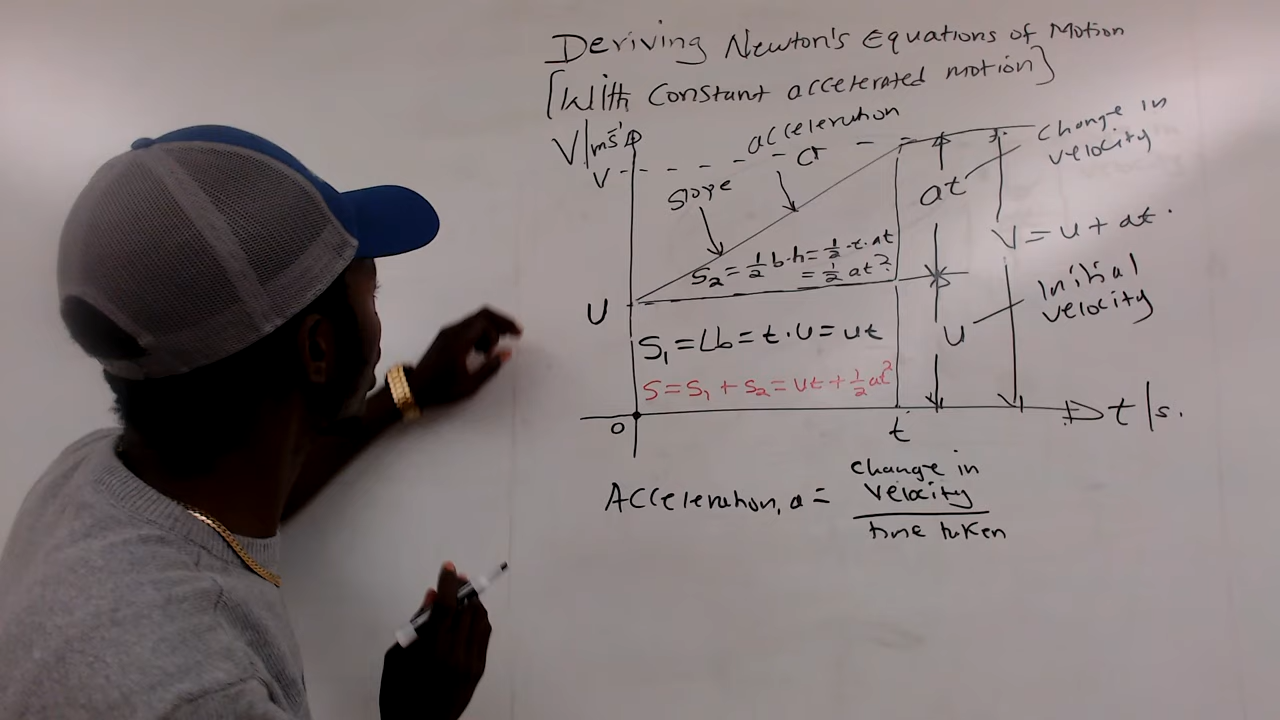 Deriving Newton's Equations of Motion
[With Constant accelerated motion]
V/ms⁻¹
acceleration
a
change in
velocity
V
slope
at
V = u + at.
S₂ = ½ b·h = ½·t·at
= ½ at²
Initial
velocity
U
u
S₁ = Lb = t·u = ut
S = S₁ + S₂ = ut + ½at²
0
t
t/s.
Acceleration, a = change in
velocity
time taken